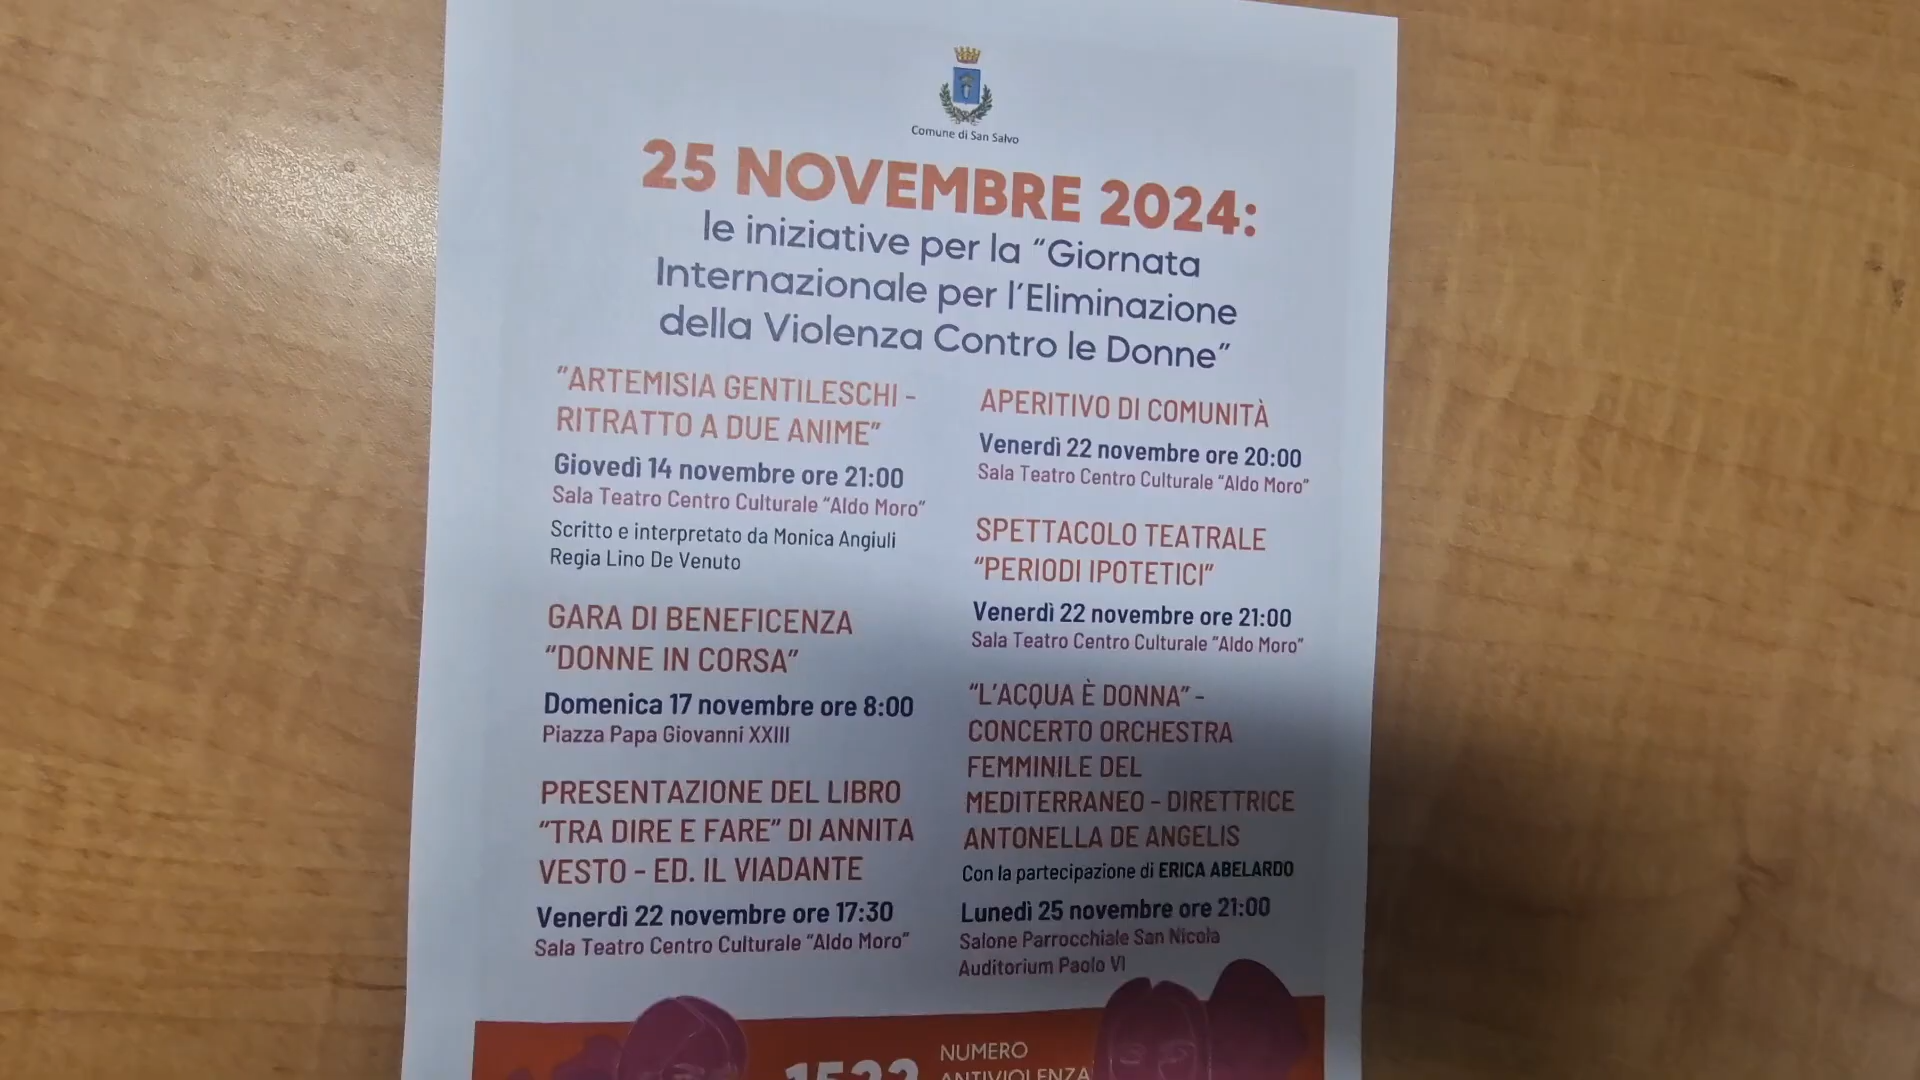 Comune di San Salvo
25 NOVEMBRE 2024:
le iniziative per la “Giornata
Internazionale per l’Eliminazione
della Violenza Contro le Donne”
“ARTEMISIA GENTILESCHI -
RITRATTO A DUE ANIME”
Giovedì 14 novembre ore 21:00
Sala Teatro Centro Culturale “Aldo Moro”
Scritto e interpretato da Monica Angiuli
Regia Lino De Venuto
GARA DI BENEFICENZA
“DONNE IN CORSA”
Domenica 17 novembre ore 8:00
Piazza Papa Giovanni XXIII
PRESENTAZIONE DEL LIBRO
“TRA DIRE E FARE” DI ANNITA
VESTO - ED. IL VIADANTE
Venerdì 22 novembre ore 17:30
Sala Teatro Centro Culturale “Aldo Moro”
APERITIVO DI COMUNITÀ
Venerdì 22 novembre ore 20:00
Sala Teatro Centro Culturale “Aldo Moro”
SPETTACOLO TEATRALE
“PERIODI IPOTETICI”
Venerdì 22 novembre ore 21:00
Sala Teatro Centro Culturale “Aldo Moro”
“L’ACQUA È DONNA” -
CONCERTO ORCHESTRA
FEMMINILE DEL
MEDITERRANEO - DIRETTRICE
ANTONELLA DE ANGELIS
Con la partecipazione di ERICA ABELARDO
Lunedì 25 novembre ore 21:00
Salone Parrocchiale San Nicola
Auditorium Paolo VI
1522
NUMERO
ANTIVIOLENZA